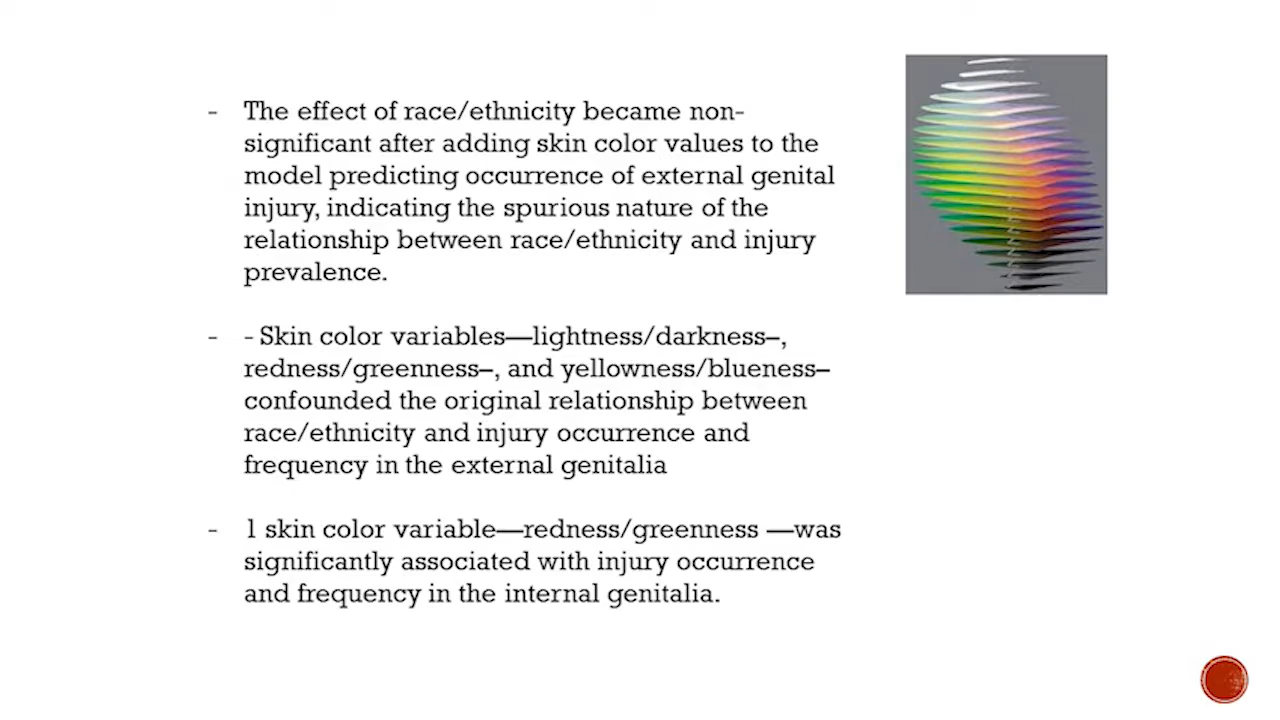 - The effect of race/ethnicity became non-
significant after adding skin color values to the
model predicting occurrence of external genital
injury, indicating the spurious nature of the
relationship between race/ethnicity and injury
prevalence.
- - Skin color variables—lightness/darkness–,
redness/greenness–, and yellowness/blueness–
confounded the original relationship between
race/ethnicity and injury occurrence and
frequency in the external genitalia
- 1 skin color variable—redness/greenness —was
significantly associated with injury occurrence
and frequency in the internal genitalia.